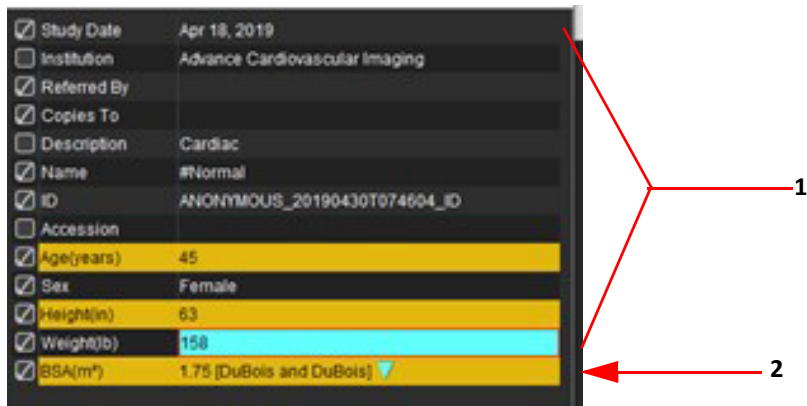 Study Date Apr 18, 2019
Institution Advance Cardiovascular Imaging
Referred By
Copies To
Description Cardiac
Name #Normal
ID ANONYMOUS_20190430T074604_ID
Accession
Age(years) 45
Sex Female
Height(in) 63
Weight(lb) 158
BSA(m²) 1.75 [DuBois and DuBois]
1
2